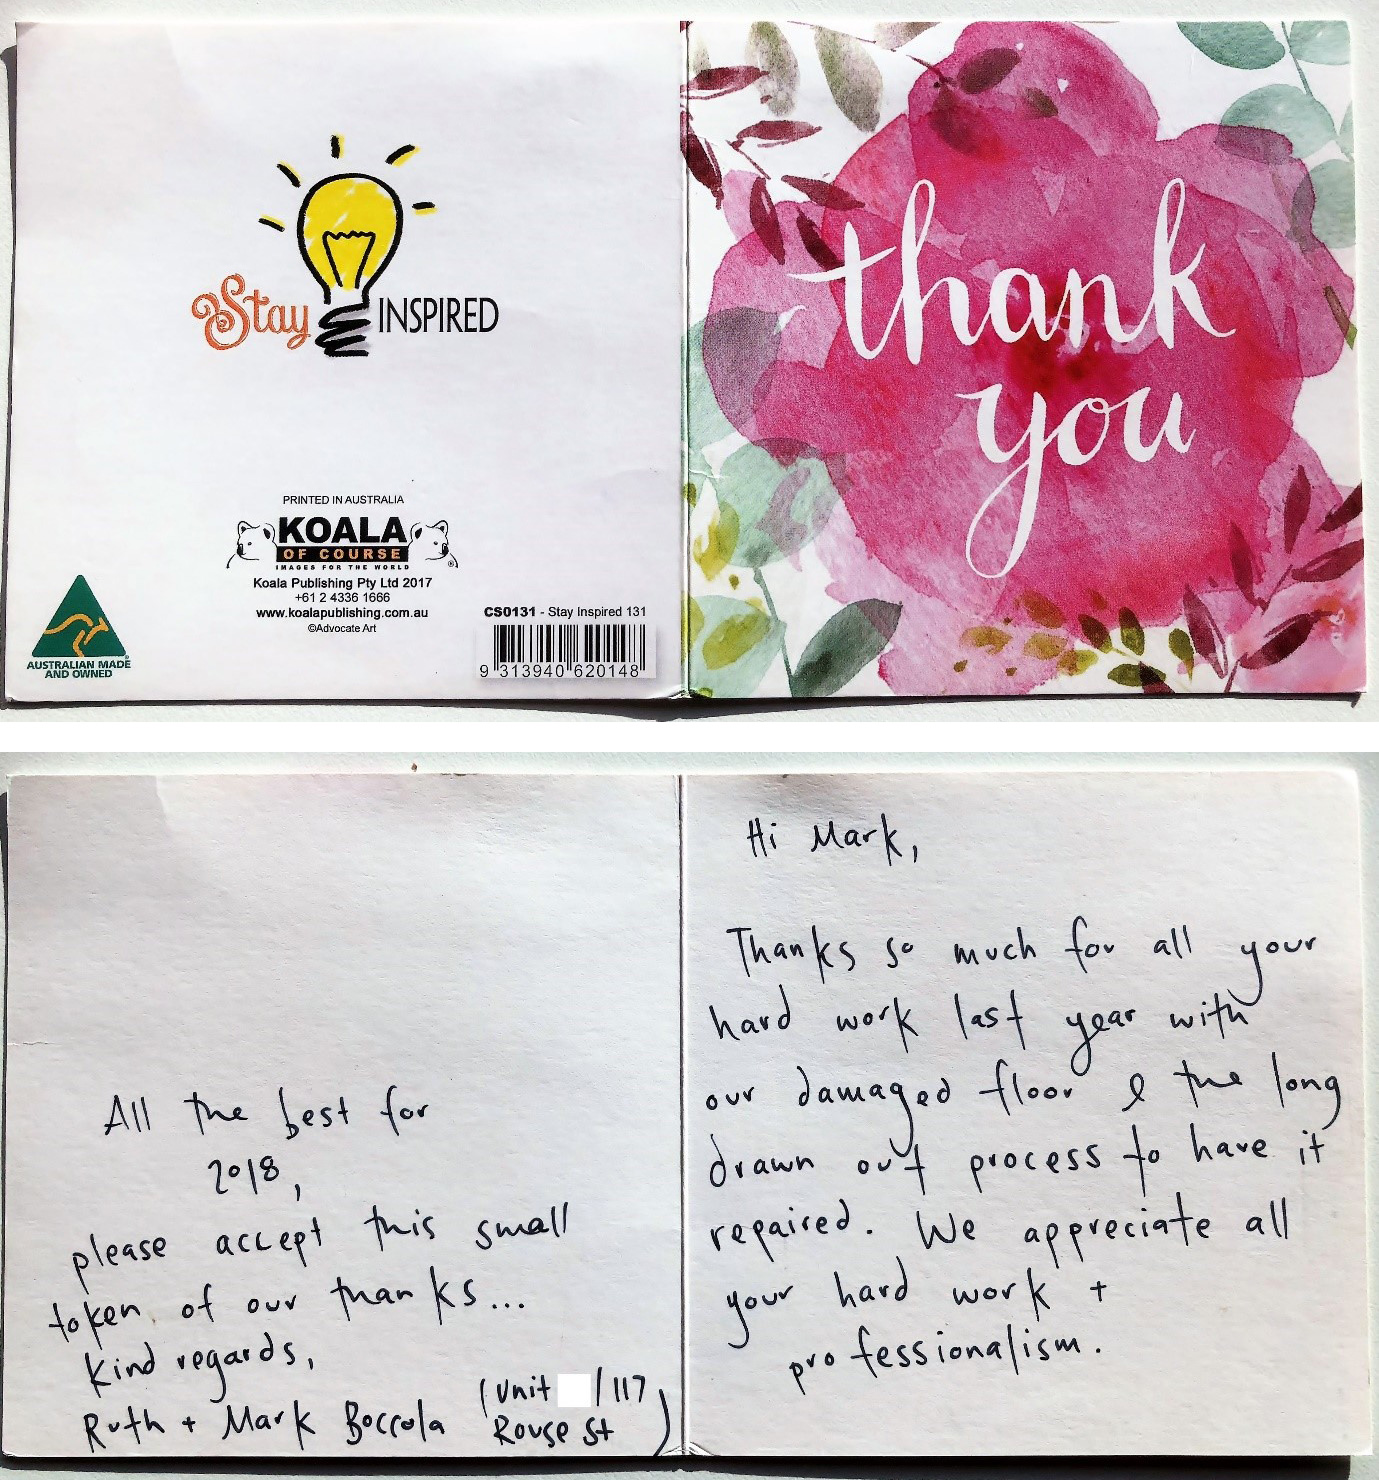 Stay INSPIRED
PRINTED IN AUSTRALIA
KOALA
OF COURSE
IMAGES FOR THE WORLD
®
Koala Publishing Pty Ltd 2017
+61 2 4336 1666
www.koalapublishing.com.au
©Advocate Art
AUSTRALIAN MADE
AND OWNED
CS0131 - Stay Inspired 131
9 313940 620148
thank
you
All the best for
2018,
please accept this small
token of our thanks...
kind regards,
Ruth + Mark Boccola
(Unit /117
Rouse St)
Hi Mark,
Thanks so much for all your
hard work last year with
our damaged floor & the long
drawn out process to have it
repaired. We appreciate all
your hard work +
professionalism.